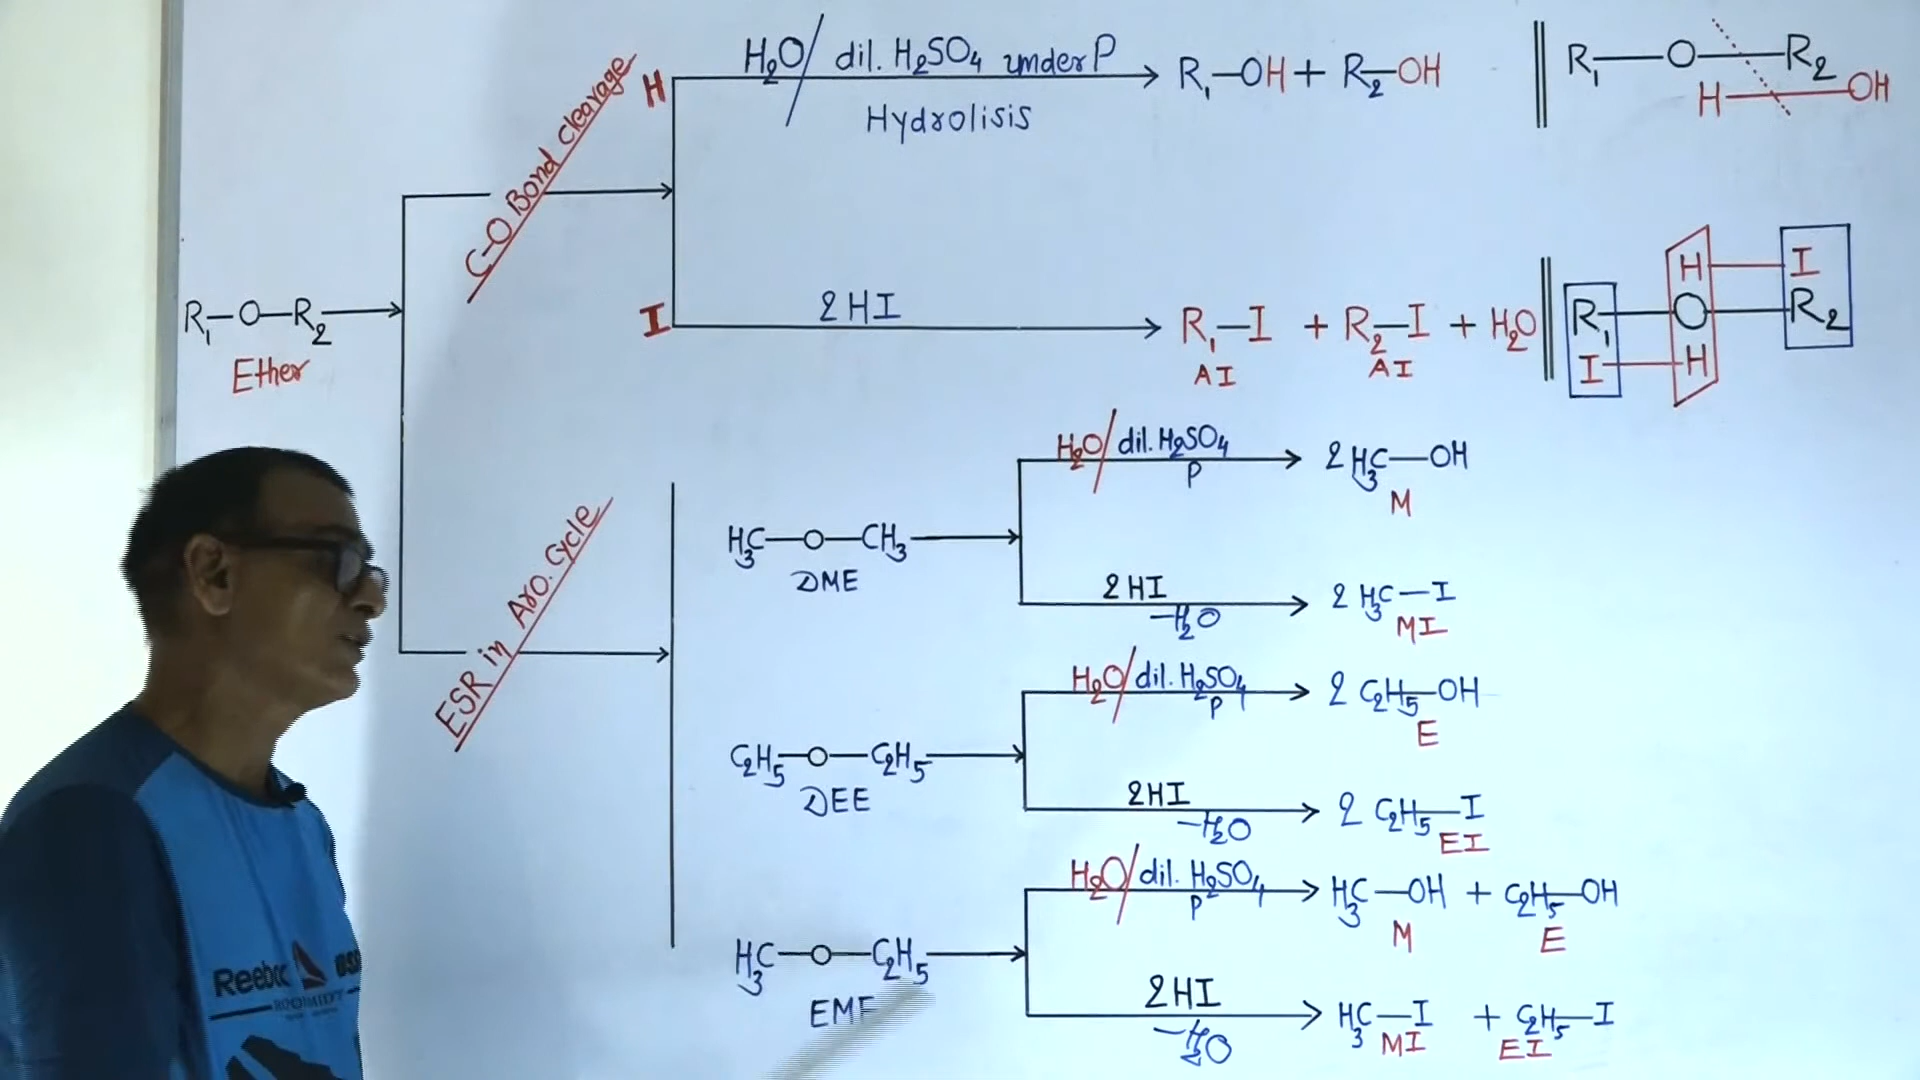 R₁—O—R₂
Ether
C-O Bond Cleavage
ESR in Aro. Cycle
H
H₂O/ dil. H₂SO₄ under P
Hydrolisis
R₁—OH + R₂—OH
R₁—O—R₂
H—OH
I
2HI
R₁—I + R₂—I + H₂O
AI AI
H—I
R₁—O—R₂
I—H
H₃C—O—CH₃
DME
H₂O/dil. H₂SO₄
P
2 H₃C—OH
M
2HI
-H₂O
2 H₃C—I
MI
C₂H₅—O—C₂H₅
DEE
H₂O/dil. H₂SO₄
P
2 C₂H₅—OH
E
2HI
-H₂O
2 C₂H₅—I
EI
H₃C—O—C₂H₅
H₂O/dil. H₂SO₄
P
H₃C—OH + C₂H₅—OH
M E
2HI
-H₂O
H₃C—I + C₂H₅—I
MI EI